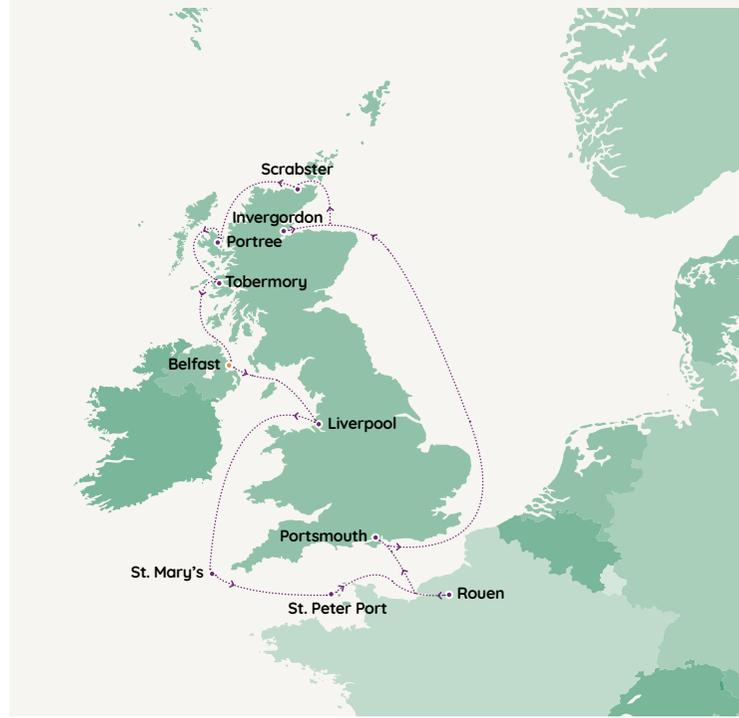 Scrabster
Invergordon
Portree
Tobermory
Belfast
Liverpool
Portsmouth
St. Mary's
St. Peter Port
Rouen